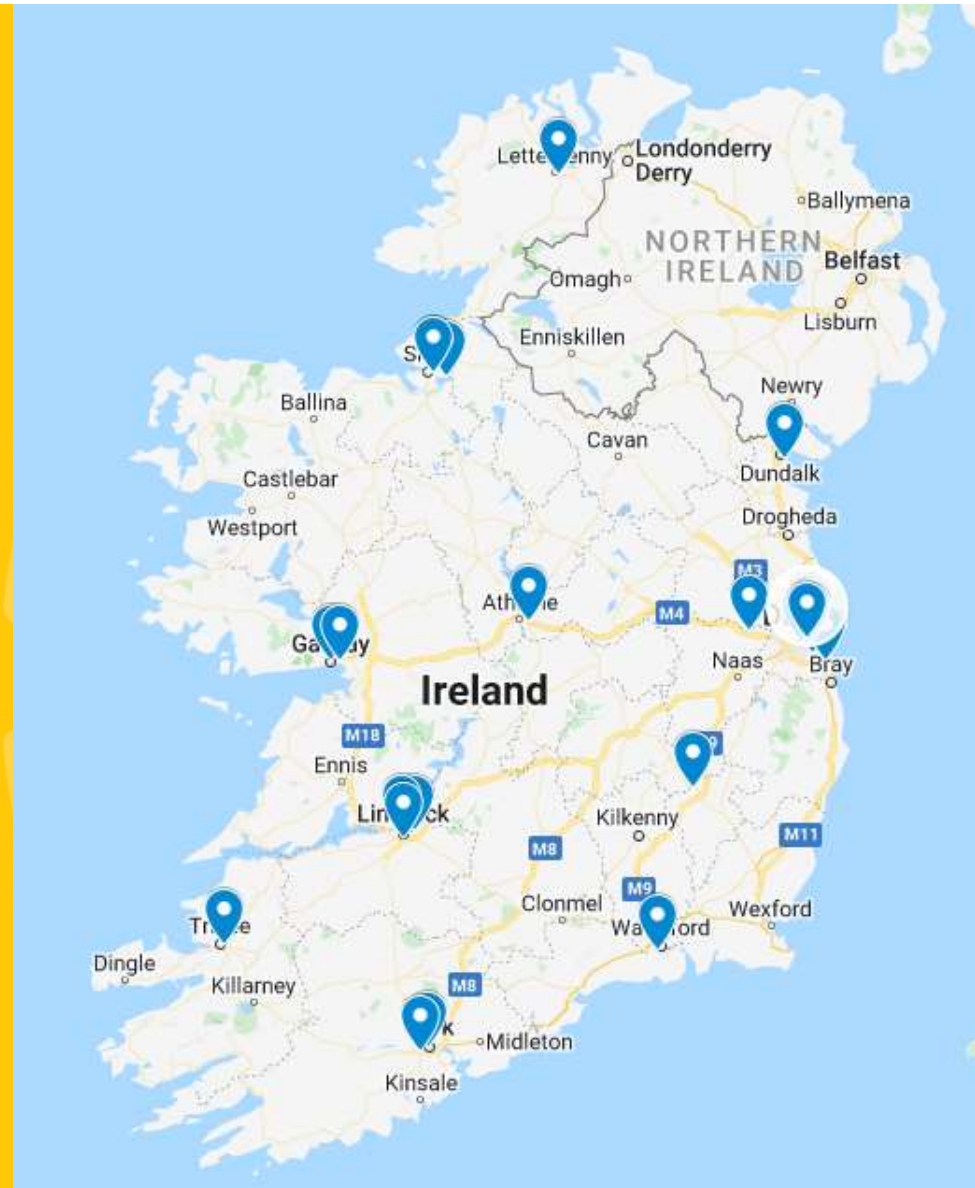 Londonderry
Derry
Ballymena
NORTHERN
IRELAND
Belfast
Omagh
Lisburn
Enniskillen
Newry
Ballina
Cavan
Castlebar
Dundalk
Westport
Drogheda
M3
M4
Naas
Bray
Ireland
M18
Ennis
Kilkenny
M11
M8
M9
Clonmel
Wexford
Dingle
Killarney
M8
Midleton
Kinsale